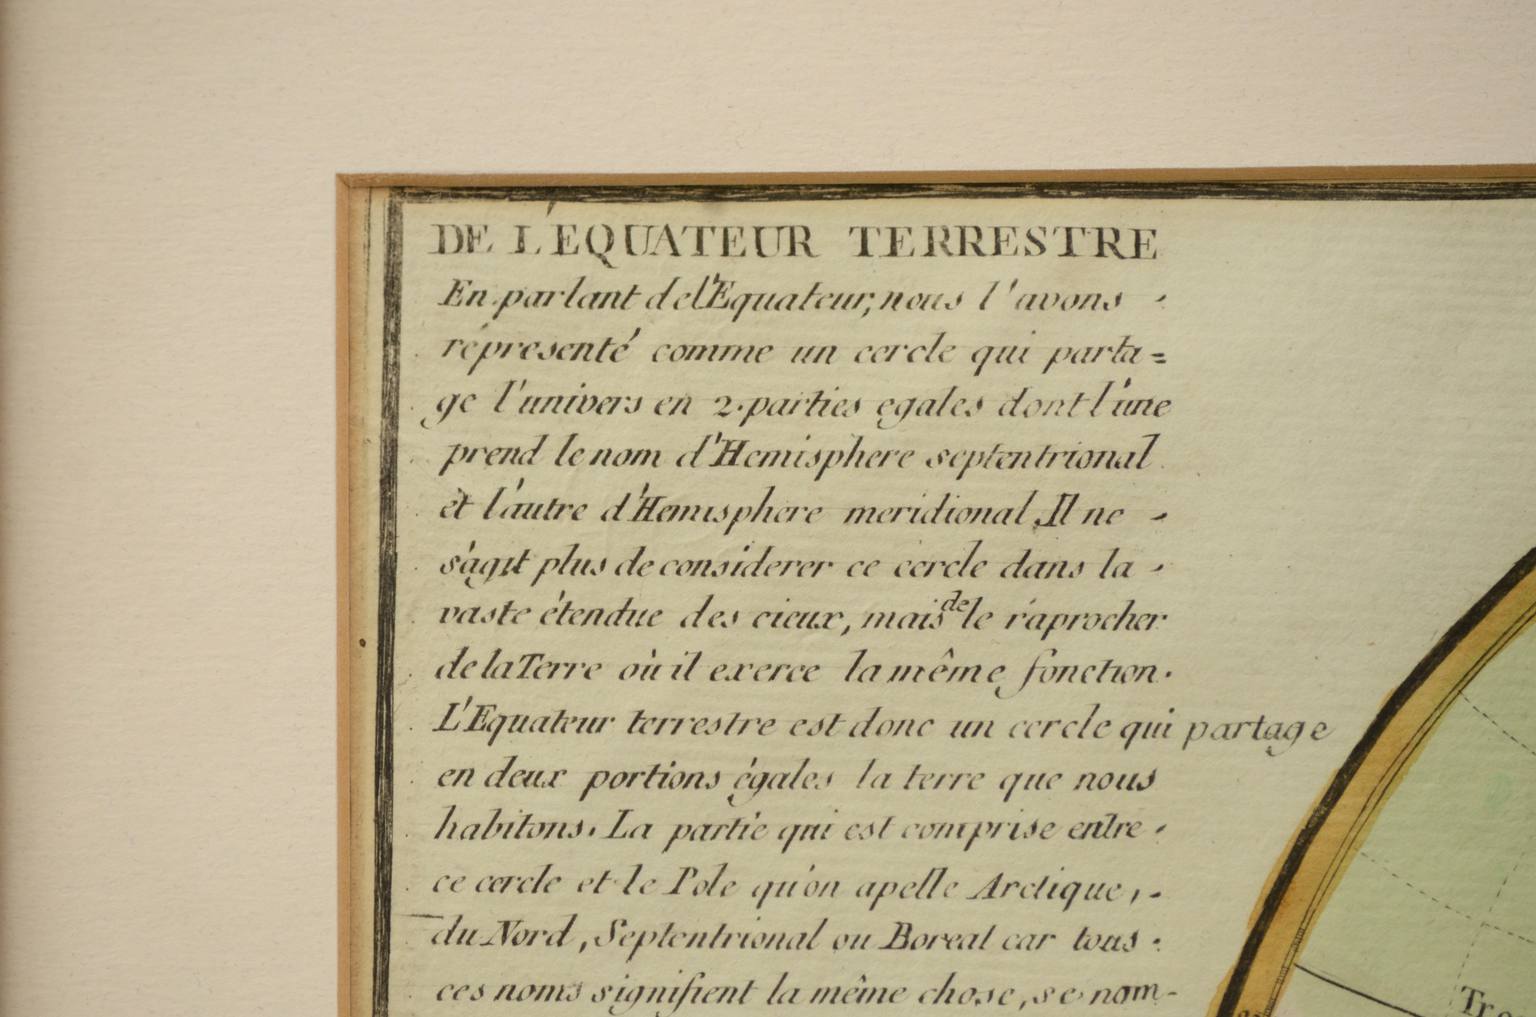 DE L'EQUATEUR TERRESTRE
En parlant de l'Equateur, nous l'avons
réprésenté comme un cercle qui parta=
ge l'univers en 2. parties egales dont l'une
prend le nom d'Hemisphere septentrional
et l'autre d'Hemisphere meridional, Il ne
s'agit plus de considerer ce cercle dans la
vaste étendue des cieux, mais de le raprocher
de la Terre où il exerce la même fonction.
L'Equateur terrestre est donc un cercle qui partage
en deux portions égales la terre que nous
habitons. La partie qui est comprise entre
ce cercle et le Pole qu'on apelle Arctique,
du Nord, Septentrional ou Boreal car tous
ces noms signifient la même chose, se nom-